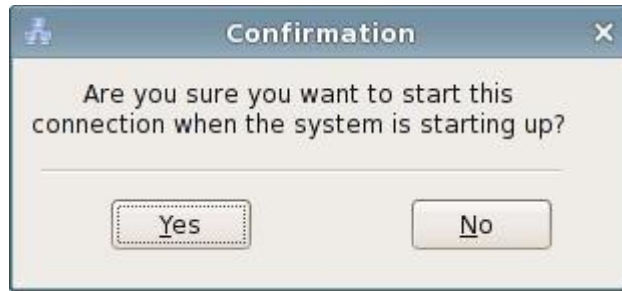 Confirmation
Are you sure you want to start this
connection when the system is starting up?
Yes
No